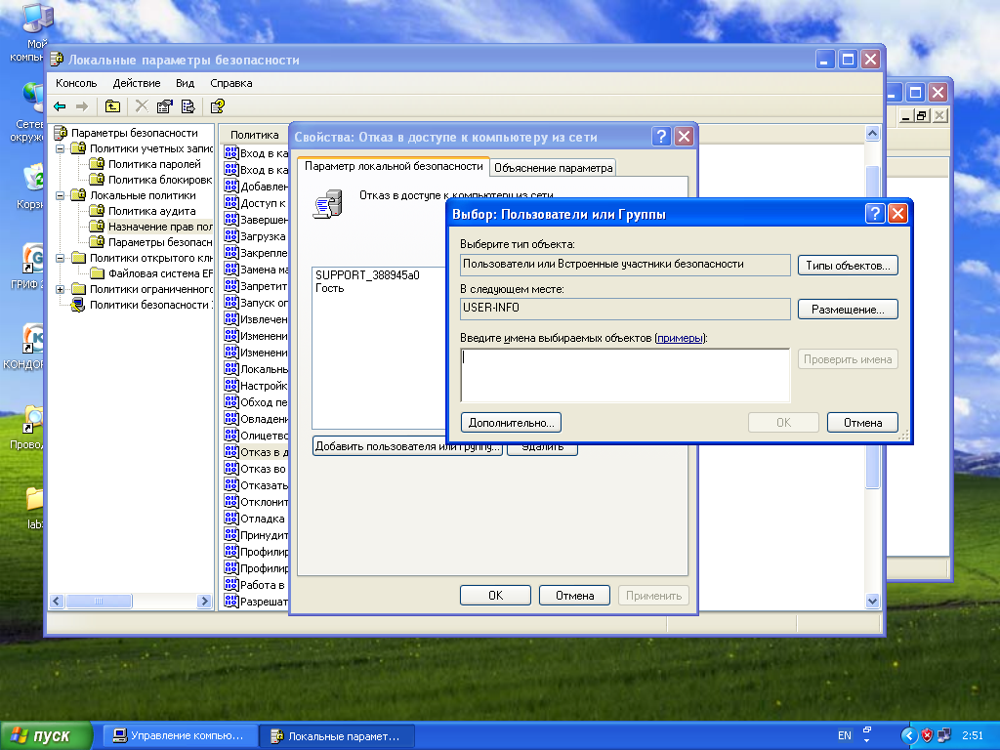 Мой
Сетев
окруж
Корзи
ГРИФ 2
КОНДОР
Провод
Локальные параметры безопасности
Консоль Действие Вид Справка
Параметры безопасности
Политики учетных запис
Политика паролей
Политика блокировк
Локальные политики
Политика аудита
Назначение прав пол
Параметры безопасн
Политики открытого клю
Файловая система EF
Политики ограниченного
Политики безопасности
Политика
Вход в ка
Вход в ка
Добавлен
Доступ к
Завершен
Загрузка
Закрепле
Замена ма
Запретит
Запуск оп
Извлечен
Изменени
Изменени
Локальны
Настройк
Обход пе
Овладени
Олицетво
Отказ в д
Отказ во
Отказать
Отклонит
Отладка
Принудит
Профилир
Профилир
Работа в
Разрешат
Свойства: Отказ в доступе к компьютеру из сети
Параметр локальной безопасности Объяснение параметра
Отказ в доступе к компьютеру из сети
SUPPORT_388945a0
Гость
Добавить пользователя или группу... Удалить
OK Отмена Применить
Выбор: Пользователи или Группы
Выберите тип объекта:
Пользователи или Встроенные участники безопасности Типы объектов...
В следующем месте:
USER-INFO Размещение...
Введите имена выбираемых объектов (примеры):
Проверить имена
Дополнительно... OK Отмена
пуск Управление компью... Локальные парамет... EN 2:51